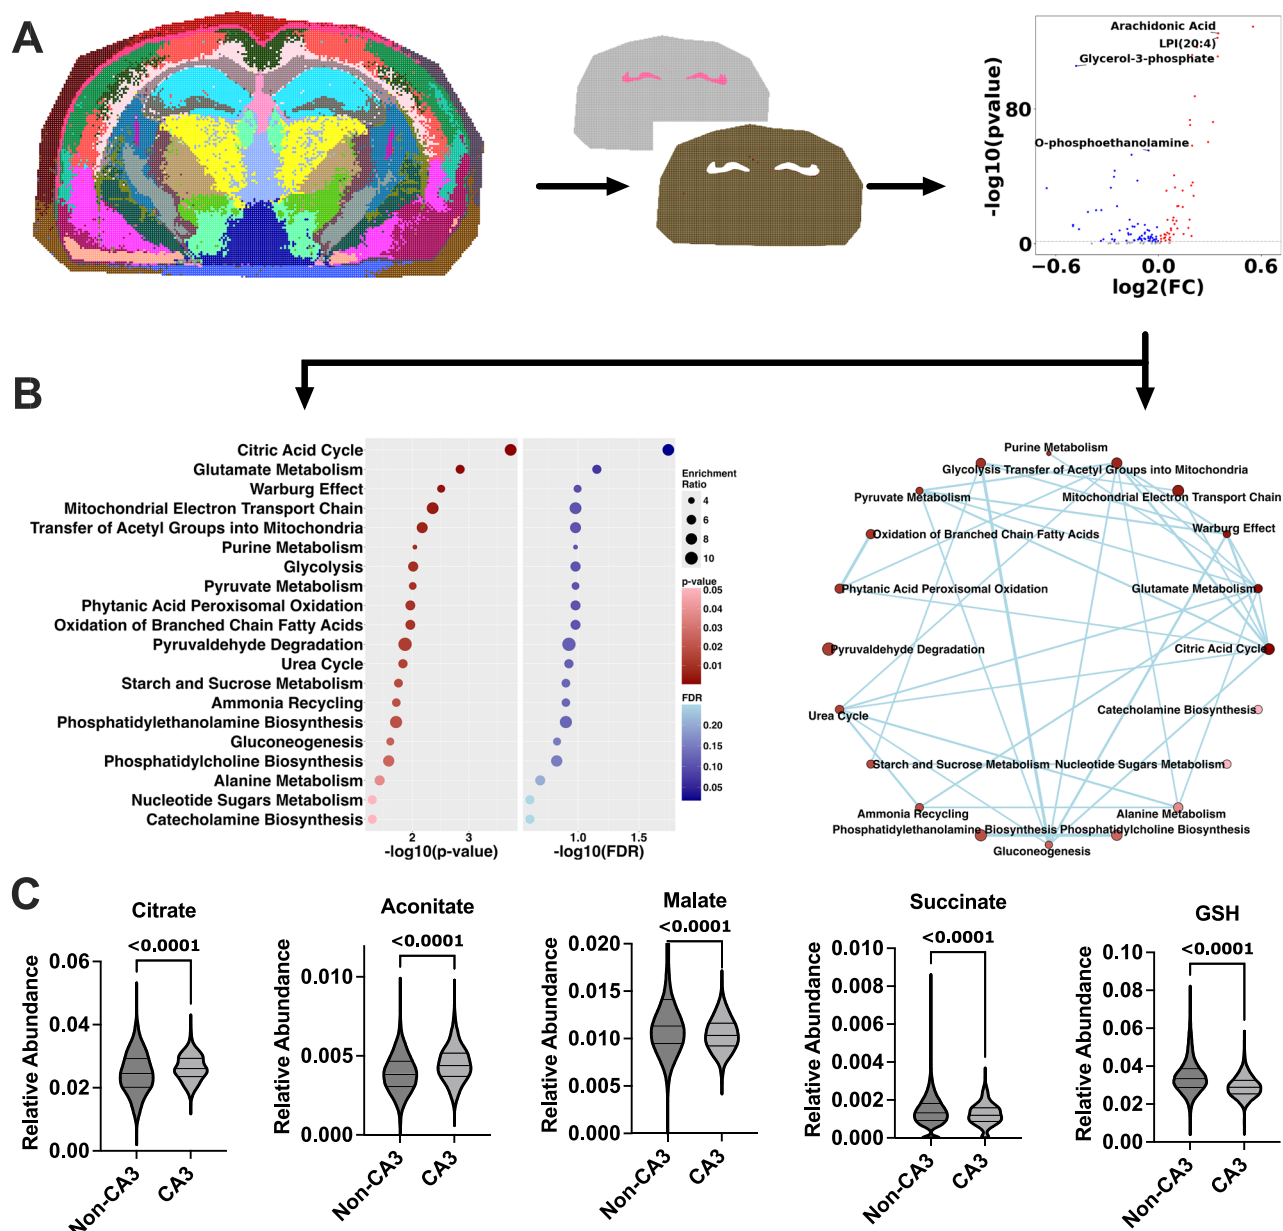 A
Arachidonic Acid
LPI(20:4)
Glycerol-3-phosphate
80
O-phosphoethanolamine
0
-log10(pvalue)
−0.6 0.0 0.6
log2(FC)
B
Citric Acid Cycle
Glutamate Metabolism
Warburg Effect
Mitochondrial Electron Transport Chain
Transfer of Acetyl Groups into Mitochondria
Purine Metabolism
Glycolysis
Pyruvate Metabolism
Phytanic Acid Peroxisomal Oxidation
Oxidation of Branched Chain Fatty Acids
Pyruvaldehyde Degradation
Urea Cycle
Starch and Sucrose Metabolism
Ammonia Recycling
Phosphatidylethanolamine Biosynthesis
Gluconeogenesis
Phosphatidylcholine Biosynthesis
Alanine Metabolism
Nucleotide Sugars Metabolism
Catecholamine Biosynthesis
2 3
-log10(p-value)
1.0 1.5
-log10(FDR)
Enrichment
Ratio
4
6
8
10
p-value
0.05
0.04
0.03
0.02
0.01
FDR
0.20
0.15
0.10
0.05
Purine Metabolism
Glycolysis Transfer of Acetyl Groups into Mitochondria
Pyruvate Metabolism
Mitochondrial Electron Transport Chain
Oxidation of Branched Chain Fatty Acids
Warburg Effect
Phytanic Acid Peroxisomal Oxidation
Glutamate Metabolism
Pyruvaldehyde Degradation
Citric Acid Cycle
Urea Cycle
Catecholamine Biosynthesis
Starch and Sucrose Metabolism
Nucleotide Sugars Metabolism
Ammonia Recycling
Alanine Metabolism
Phosphatidylethanolamine Biosynthesis
Phosphatidylcholine Biosynthesis
Gluconeogenesis
C
Citrate
<0.0001
Relative Abundance
0.06
0.04
0.02
0.00
Non-CA3
CA3
Aconitate
<0.0001
Relative Abundance
0.010
0.005
0.000
Non-CA3
CA3
Malate
<0.0001
Relative Abundance
0.020
0.015
0.010
0.005
0.000
Non-CA3
CA3
Succinate
<0.0001
Relative Abundance
0.010
0.008
0.006
0.004
0.002
0.000
Non-CA3
CA3
GSH
<0.0001
Relative Abundance
0.10
0.08
0.06
0.04
0.02
0.00
Non-CA3
CA3